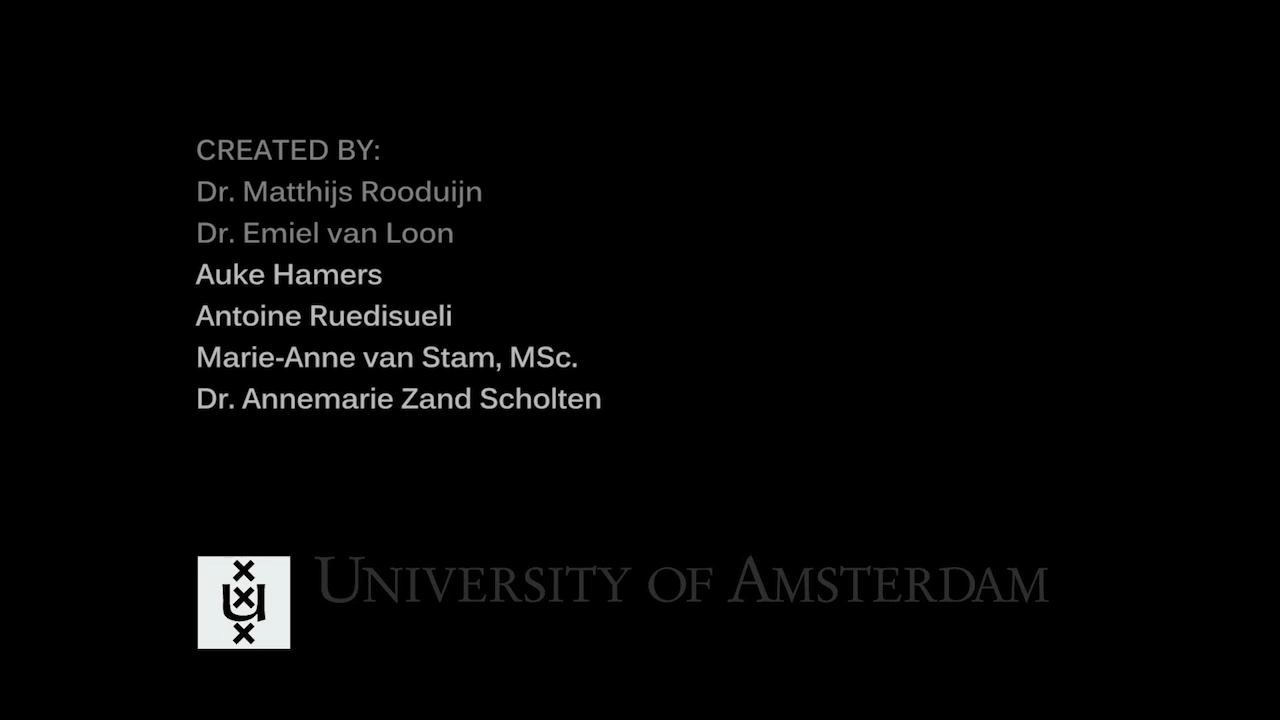 CREATED BY:
Dr. Matthijs Rooduijn
Dr. Emiel van Loon
Auke Hamers
Antoine Ruedisueli
Marie-Anne van Stam, MSc.
Dr. Annemarie Zand Scholten
UNIVERSITY OF AMSTERDAM